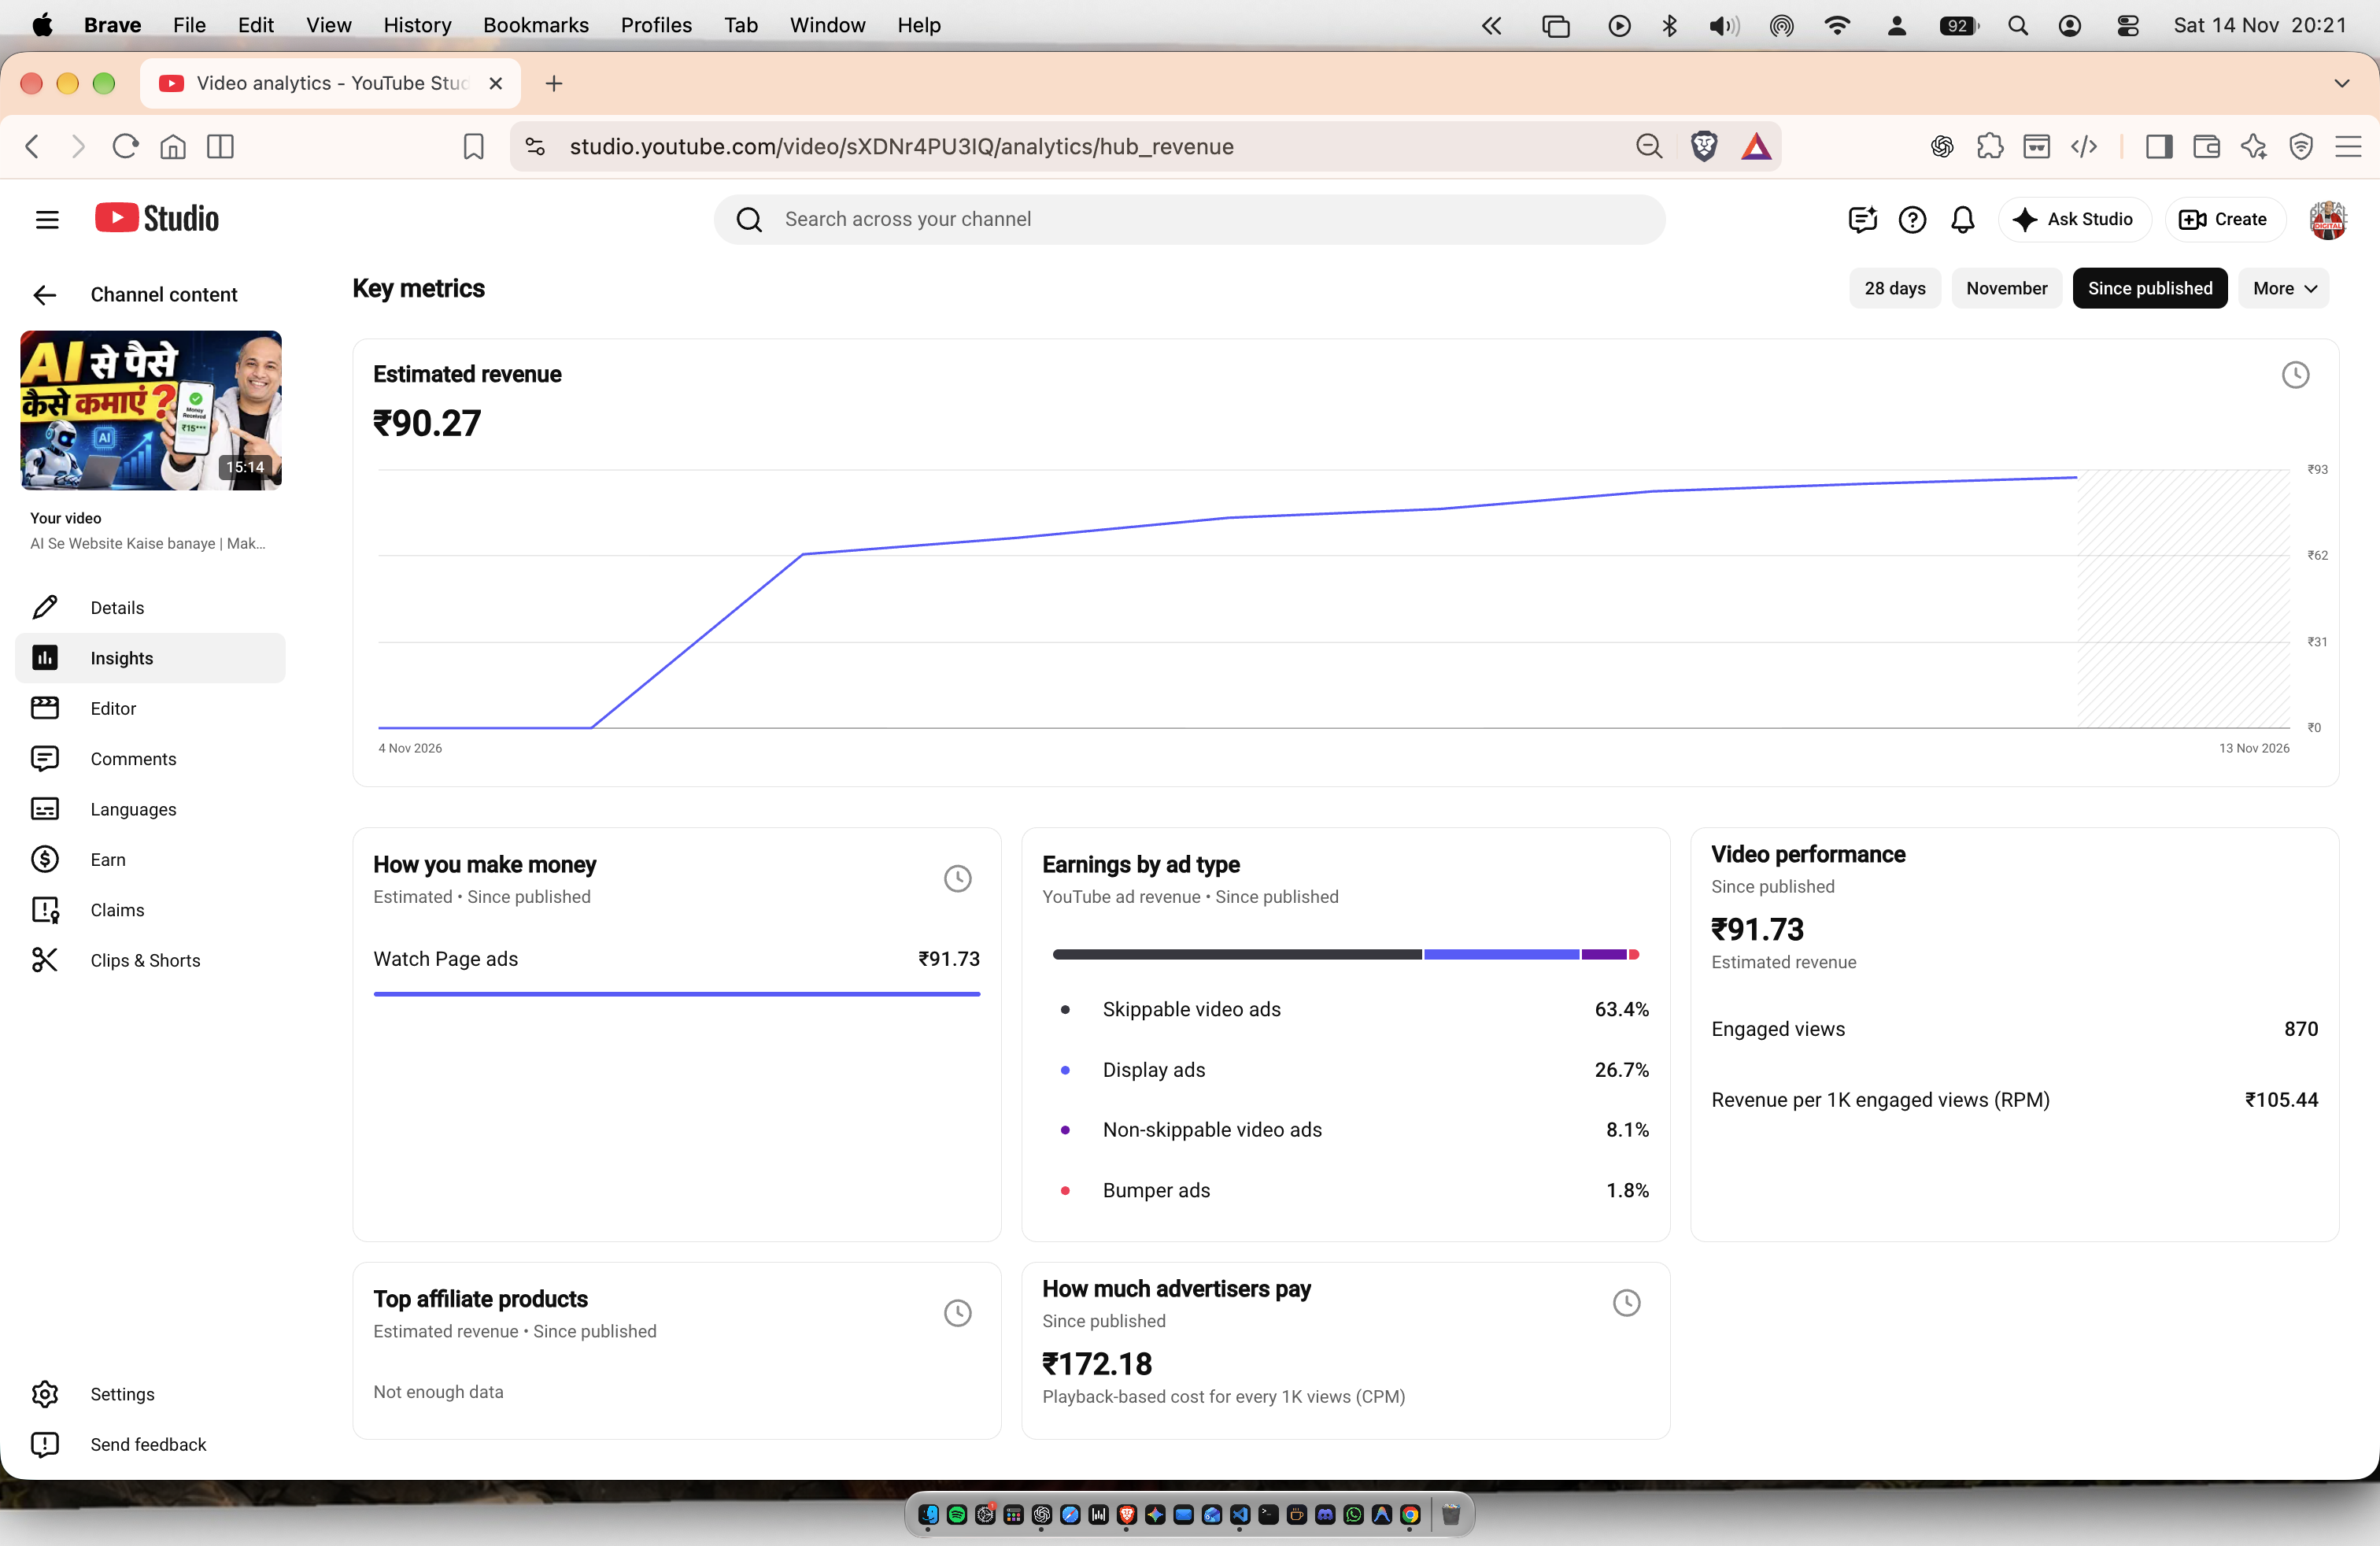 Brave File Edit View History Bookmarks Profiles Tab Window Help
92 Sat 14 Nov 20:21
Video analytics - YouTube Stud
studio.youtube.com/video/sXDNr4PU3IQ/analytics/hub_revenue
Studio
Search across your channel
Ask Studio
Create
Channel content
AI से पैसे
कैसे कमाएं ?
Money
Received
₹15***
AI
15:14
Your video
AI Se Website Kaise banaye | Mak...
Details
Insights
Editor
Comments
Languages
Earn
Claims
Clips & Shorts
Settings
Send feedback
Key metrics
28 days
November
Since published
More
Estimated revenue
₹90.27
₹93
₹62
₹31
₹0
4 Nov 2026
13 Nov 2026
How you make money
Estimated • Since published
Watch Page ads ₹91.73
Earnings by ad type
YouTube ad revenue • Since published
Skippable video ads 63.4%
Display ads 26.7%
Non-skippable video ads 8.1%
Bumper ads 1.8%
Video performance
Since published
₹91.73
Estimated revenue
Engaged views 870
Revenue per 1K engaged views (RPM) ₹105.44
Top affiliate products
Estimated revenue • Since published
Not enough data
How much advertisers pay
Since published
₹172.18
Playback-based cost for every 1K views (CPM)